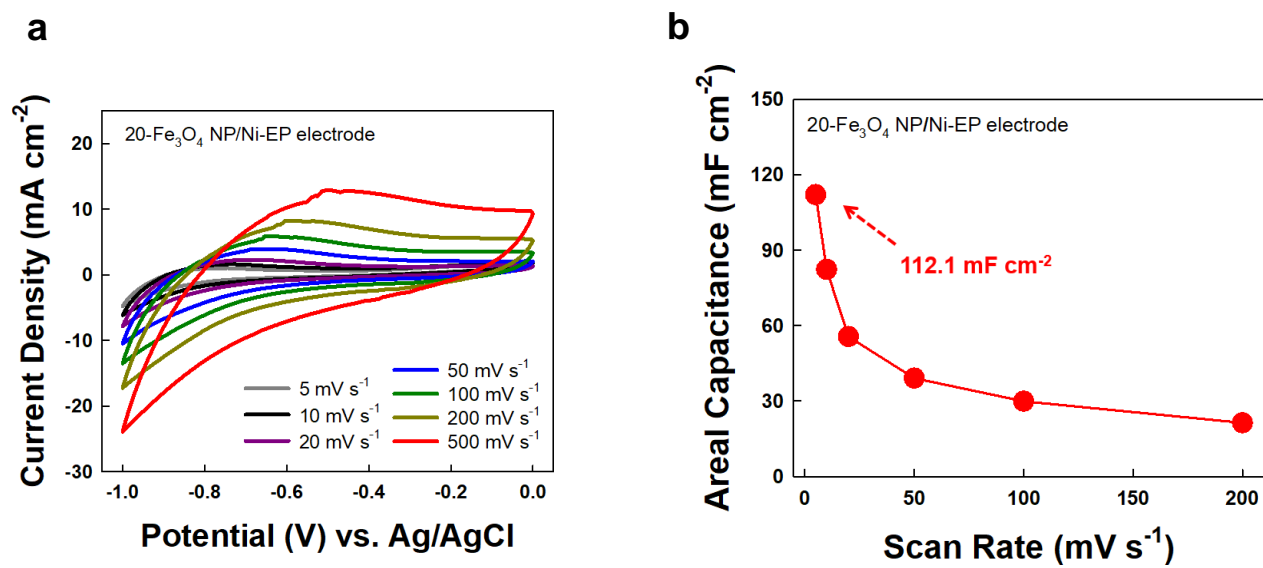 a
Current Density (mA cm⁻²)
20-Fe₃O₄ NP/Ni-EP electrode
20
10
0
-10
-20
-30
5 mV s⁻¹
10 mV s⁻¹
20 mV s⁻¹
50 mV s⁻¹
100 mV s⁻¹
200 mV s⁻¹
500 mV s⁻¹
-1.0 -0.8 -0.6 -0.4 -0.2 0.0
Potential (V) vs. Ag/AgCl
b
Areal Capacitance (mF cm⁻²)
20-Fe₃O₄ NP/Ni-EP electrode
150
120
90
60
30
0
112.1 mF cm⁻²
0 50 100 150 200
Scan Rate (mV s⁻¹)